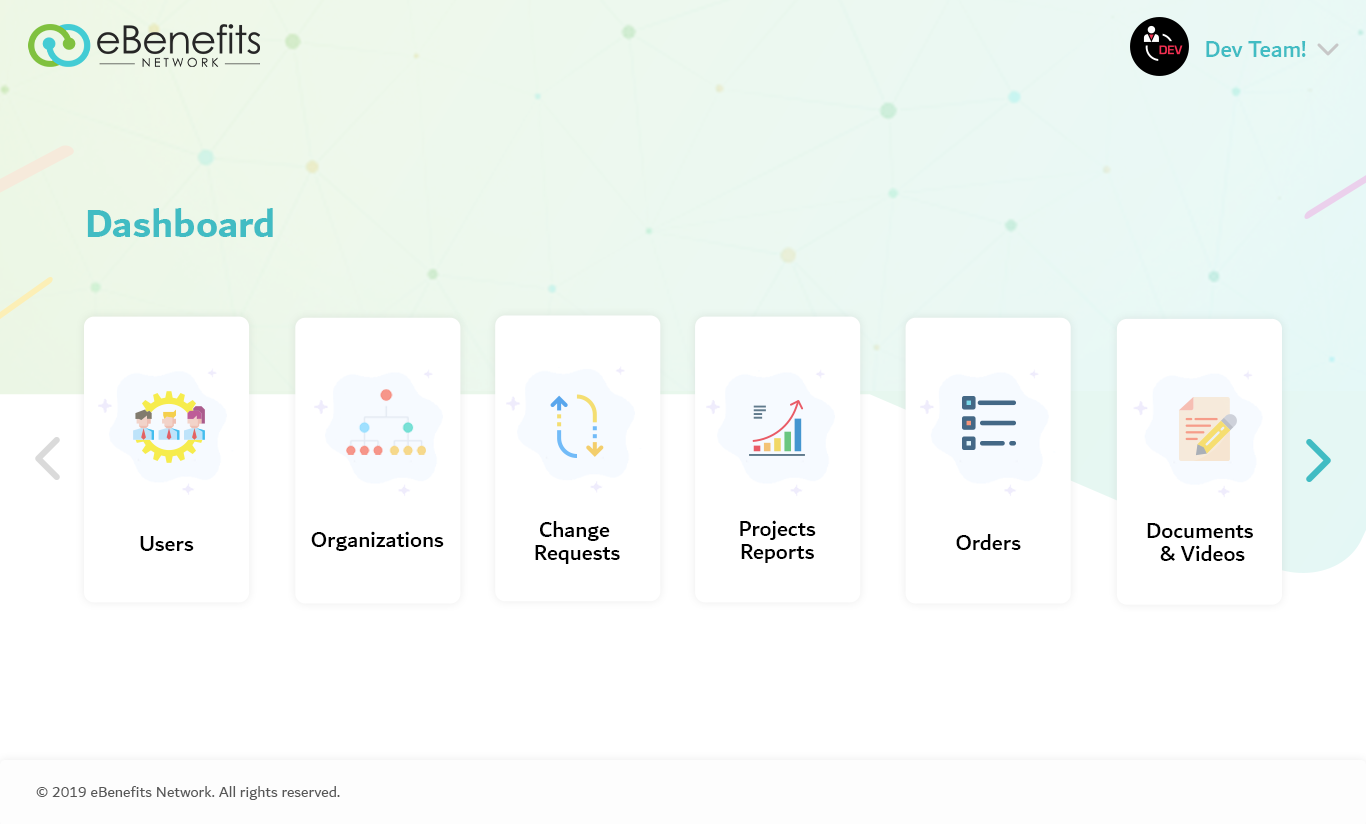 eBenefits
NETWORK
DEV
Dev Team!
Dashboard
Users
Organizations
Change
Requests
Projects
Reports
Orders
Documents
& Videos
© 2019 eBenefits Network. All rights reserved.